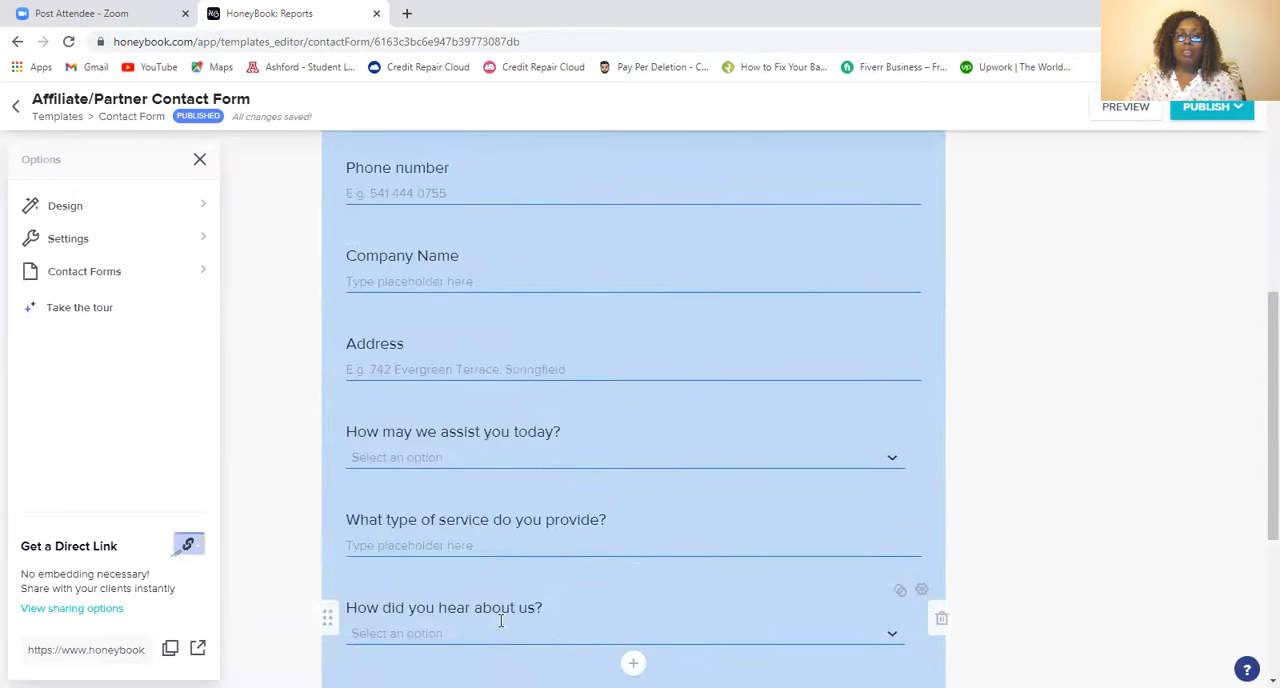 Post Attendee - Zoom
HoneyBook: Reports
honeybook.com/app/templates_editor/contactForm/6163c3bc6e947b39773087db
Apps
Gmail
YouTube
Maps
Ashford - Student L...
Credit Repair Cloud
Credit Repair Cloud
Pay Per Deletion - C...
How to Fix Your Ba...
Fiverr Business – Fr...
Upwork | The World...
Affiliate/Partner Contact Form
Templates > Contact Form PUBLISHED All changes saved!
PREVIEW
PUBLISH
Options
Design
Settings
Contact Forms
Take the tour
Get a Direct Link
No embedding necessary!
Share with your clients instantly
View sharing options
https://www.honeybook.
Phone number
E.g. 541 444 0755
Company Name
Type placeholder here
Address
E.g. 742 Evergreen Terrace, Springfield
How may we assist you today?
Select an option
What type of service do you provide?
Type placeholder here
How did you hear about us?
Select an option
?